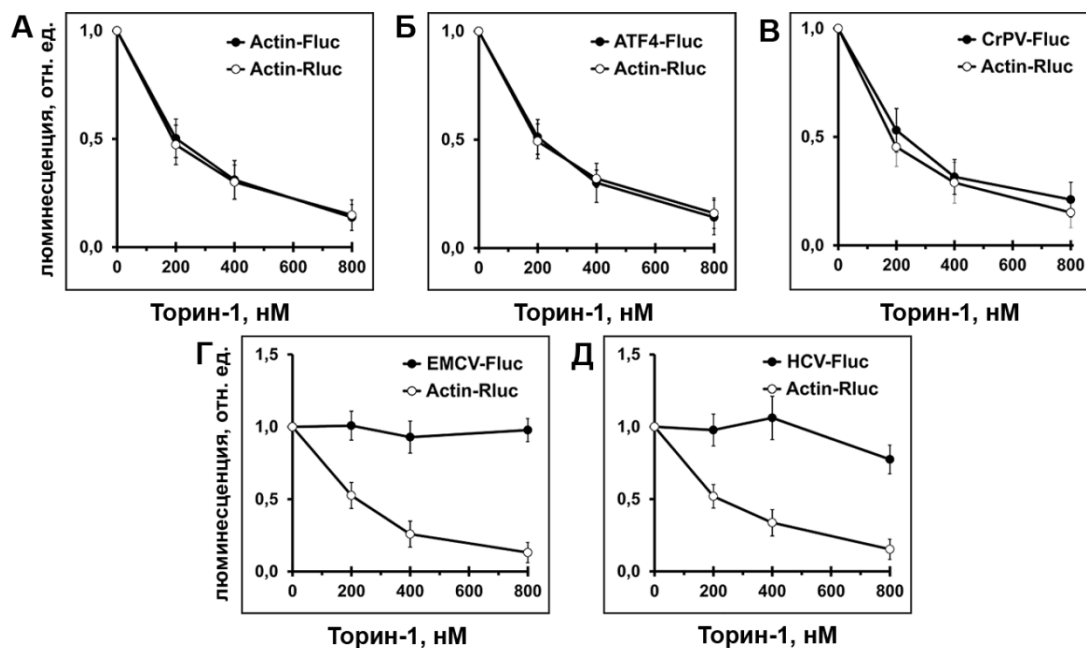 А
1,0
0,5
0,0
люминесценция, отн. ед.
Actin-Fluc
Actin-Rluc
0 200 400 600 800
Торин-1, нМ
Б
1,0
0,5
0,0
ATF4-Fluc
Actin-Rluc
0 200 400 600 800
Торин-1, нМ
В
1,0
0,5
0,0
CrPV-Fluc
Actin-Rluc
0 200 400 600 800
Торин-1, нМ
Г
1,5
1,0
0,5
0,0
люминесценция, отн. ед.
EMCV-Fluc
Actin-Rluc
0 200 400 600 800
Торин-1, нМ
Д
1,5
1,0
0,5
0,0
HCV-Fluc
Actin-Rluc
0 200 400 600 800
Торин-1, нМ